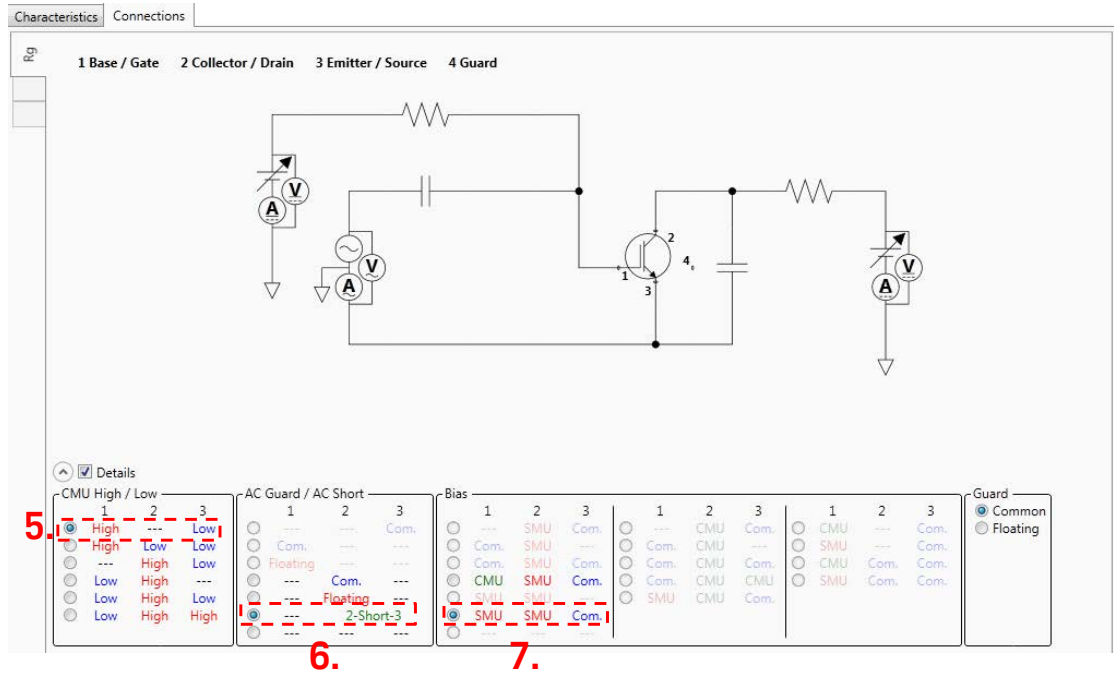 Characteristics Connections
Rg
1 Base / Gate 2 Collector / Drain 3 Emitter / Source 4 Guard
V
A
V
A
V
A
1
2
3
4
Details
CMU High / Low
1 2 3
5.
High --- Low
High Low Low
--- High Low
Low High ---
Low High Low
Low High High
AC Guard / AC Short
1 2 3
--- --- Com.
Com. --- ---
Floating --- ---
--- Com. ---
--- Floating ---
--- 2-Short-3
--- --- ---
6.
Bias
1 2 3
--- SMU Com.
Com. SMU ---
Com. SMU Com.
CMU SMU Com.
SMU SMU ---
SMU SMU Com.
--- --- ---
1 2 3
--- CMU Com.
Com. CMU ---
Com. CMU Com.
Com. CMU CMU
SMU CMU Com.
1 2 3
CMU --- Com.
SMU --- Com.
CMU Com. Com.
SMU Com. Com.
7.
Guard
Common
Floating